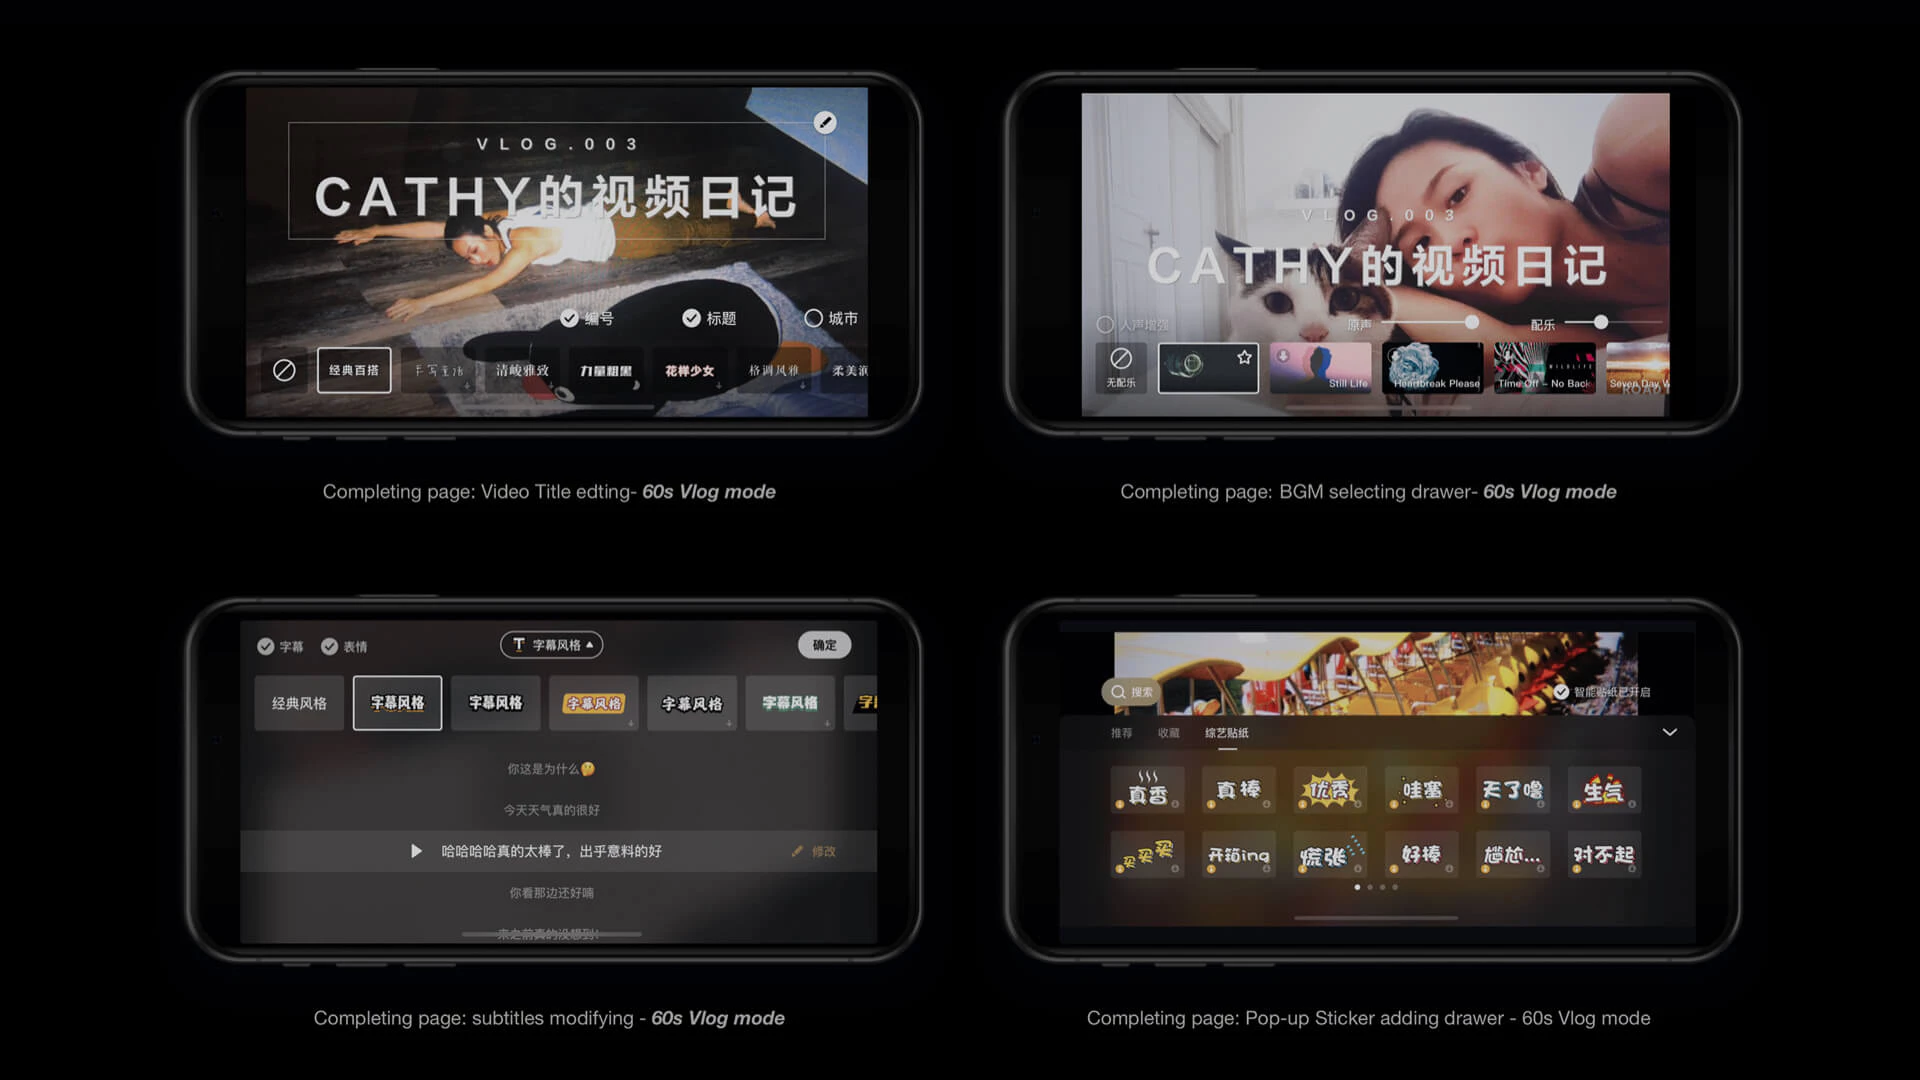 VLOG.003
CATHY的视频日记
编号
标题
城市
经典百搭
清峻雅致
力量粗黑
花样少女
格调风雅
柔美
Completing page: Video Title edting- 60s Vlog mode
VLOG.003
CATHY的视频日记
人声增强
原声
配乐
无配乐
Still Life
Heartbreak Please
WILDLIFE
Time Off – No Back
Seven Day W
ROAD
Completing page: BGM selecting drawer- 60s Vlog mode
字幕
表情
T 字幕风格
确定
经典风格
字幕风格
字幕风格
字幕风格
字幕风格
字幕风格
字
你这是为什么🤔
今天天气真的很好
哈哈哈哈真的太棒了，出乎意料的好
修改
你看那边还好喃
来之前真的没想到！
Completing page: subtitles modifying - 60s Vlog mode
搜索
智能贴纸已开启
推荐
收藏
综艺贴纸
真香
真棒
优秀
哇塞
天了噜
生气
买买买
开箱ing
慌张
好棒
尴尬...
对不起
Completing page: Pop-up Sticker adding drawer - 60s Vlog mode